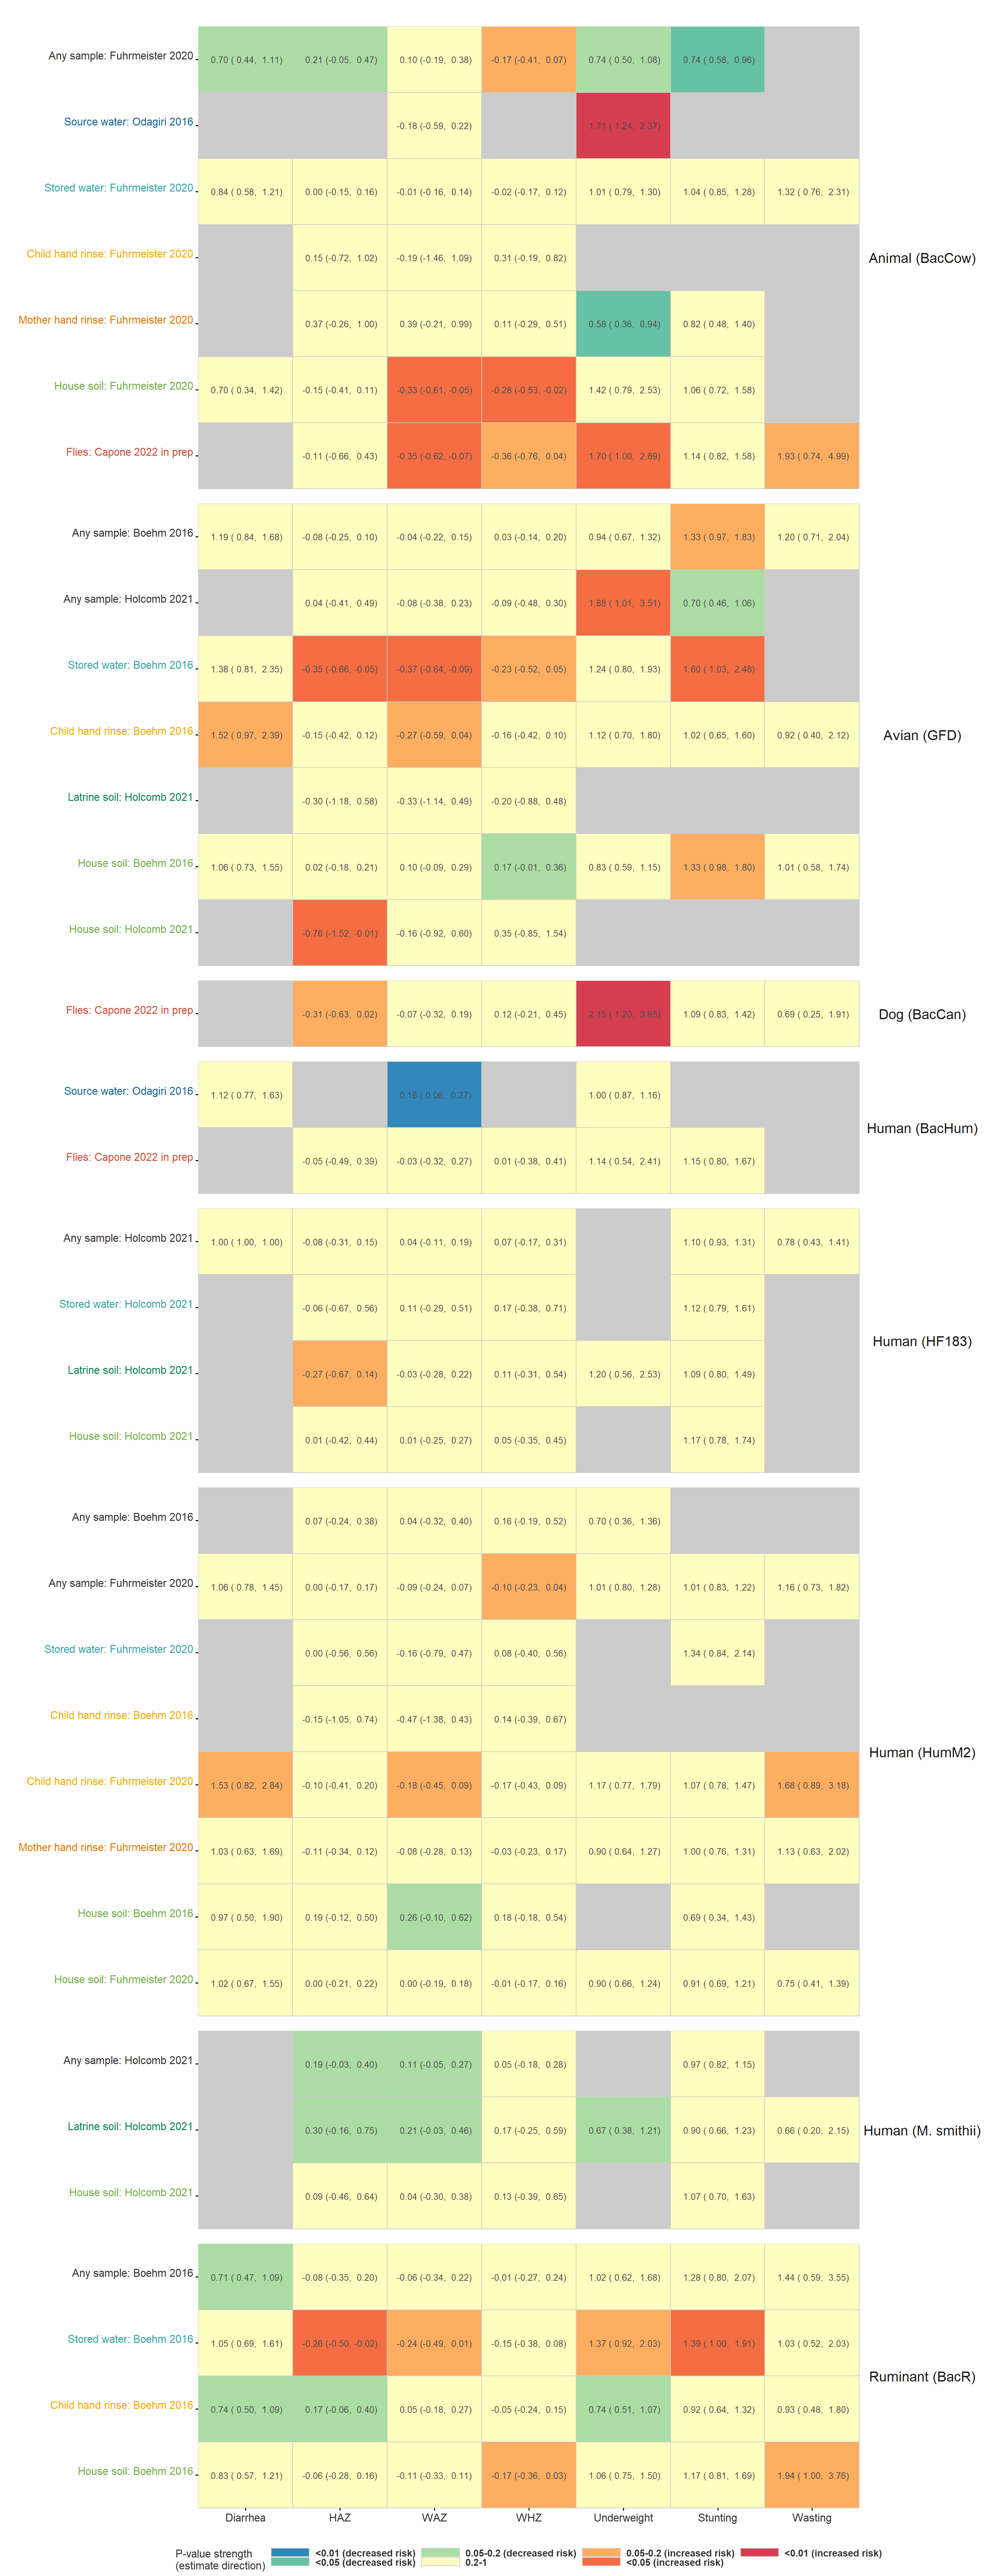 Any sample: Fuhrmeister 2020 0.70 ( 0.44, 1.11) 0.21 (-0.05, 0.47) 0.10 (-0.19, 0.38) -0.17 (-0.41, 0.07) 0.74 ( 0.50, 1.08) 0.74 ( 0.58, 0.96)
Source water: Odagiri 2016 -0.18 (-0.59, 0.22) 1.71 ( 1.24, 2.37)
Stored water: Fuhrmeister 2020 0.84 ( 0.58, 1.21) 0.00 (-0.15, 0.16) -0.01 (-0.16, 0.14) -0.02 (-0.17, 0.12) 1.01 ( 0.79, 1.30) 1.04 ( 0.85, 1.28) 1.32 ( 0.76, 2.31)
Child hand rinse: Fuhrmeister 2020 0.15 (-0.72, 1.02) -0.19 (-1.46, 1.09) 0.31 (-0.19, 0.82)
Animal (BacCow)
Mother hand rinse: Fuhrmeister 2020 0.37 (-0.26, 1.00) 0.39 (-0.21, 0.99) 0.11 (-0.29, 0.51) 0.58 ( 0.36, 0.94) 0.82 ( 0.48, 1.40)
House soil: Fuhrmeister 2020 0.70 ( 0.34, 1.42) -0.15 (-0.41, 0.11) -0.33 (-0.61, -0.05) -0.28 (-0.53, -0.02) 1.42 ( 0.79, 2.53) 1.06 ( 0.72, 1.58)
Flies: Capone 2022 in prep -0.11 (-0.66, 0.43) -0.35 (-0.62, -0.07) -0.36 (-0.76, 0.04) 1.70 ( 1.00, 2.89) 1.14 ( 0.82, 1.58) 1.93 ( 0.74, 4.99)
Any sample: Boehm 2016 1.19 ( 0.84, 1.68) -0.08 (-0.25, 0.10) -0.04 (-0.22, 0.15) 0.03 (-0.14, 0.20) 0.94 ( 0.67, 1.32) 1.33 ( 0.97, 1.83) 1.20 ( 0.71, 2.04)
Any sample: Holcomb 2021 0.04 (-0.41, 0.49) -0.08 (-0.38, 0.23) -0.09 (-0.48, 0.30) 1.88 ( 1.01, 3.51) 0.70 ( 0.46, 1.06)
Stored water: Boehm 2016 1.38 ( 0.81, 2.35) -0.35 (-0.66, -0.05) -0.37 (-0.64, -0.09) -0.23 (-0.52, 0.05) 1.24 ( 0.80, 1.93) 1.60 ( 1.03, 2.48)
Child hand rinse: Boehm 2016 1.52 ( 0.97, 2.39) -0.15 (-0.42, 0.12) -0.27 (-0.59, 0.04) -0.16 (-0.42, 0.10) 1.12 ( 0.70, 1.80) 1.02 ( 0.65, 1.60) 0.92 ( 0.40, 2.12)
Avian (GFD)
Latrine soil: Holcomb 2021 -0.30 (-1.18, 0.58) -0.33 (-1.14, 0.49) -0.20 (-0.88, 0.48)
House soil: Boehm 2016 1.06 ( 0.73, 1.55) 0.02 (-0.18, 0.21) 0.10 (-0.09, 0.29) 0.17 (-0.01, 0.36) 0.83 ( 0.59, 1.15) 1.33 ( 0.98, 1.80) 1.01 ( 0.58, 1.74)
House soil: Holcomb 2021 -0.76 (-1.52, -0.01) -0.16 (-0.92, 0.60) 0.35 (-0.85, 1.54)
Flies: Capone 2022 in prep -0.31 (-0.63, 0.02) -0.07 (-0.32, 0.19) 0.12 (-0.21, 0.45) 2.15 ( 1.20, 3.85) 1.09 ( 0.83, 1.42) 0.69 ( 0.25, 1.91)
Dog (BacCan)
Source water: Odagiri 2016 1.12 ( 0.77, 1.63) 0.16 ( 0.06, 0.27) 1.00 ( 0.87, 1.16)
Human (BacHum)
Flies: Capone 2022 in prep -0.05 (-0.49, 0.39) -0.03 (-0.32, 0.27) 0.01 (-0.38, 0.41) 1.14 ( 0.54, 2.41) 1.15 ( 0.80, 1.67)
Any sample: Holcomb 2021 1.00 ( 1.00, 1.00) -0.08 (-0.31, 0.15) 0.04 (-0.11, 0.19) 0.07 (-0.17, 0.31) 1.10 ( 0.93, 1.31) 0.78 ( 0.43, 1.41)
Stored water: Holcomb 2021 -0.06 (-0.67, 0.56) 0.11 (-0.29, 0.51) 0.17 (-0.38, 0.71) 1.12 ( 0.79, 1.61)
Human (HF183)
Latrine soil: Holcomb 2021 -0.27 (-0.67, 0.14) -0.03 (-0.28, 0.22) 0.11 (-0.31, 0.54) 1.20 ( 0.56, 2.53) 1.09 ( 0.80, 1.49)
House soil: Holcomb 2021 0.01 (-0.42, 0.44) 0.01 (-0.25, 0.27) 0.05 (-0.35, 0.45) 1.17 ( 0.78, 1.74)
Any sample: Boehm 2016 0.07 (-0.24, 0.38) 0.04 (-0.32, 0.40) 0.16 (-0.19, 0.52) 0.70 ( 0.36, 1.36)
Any sample: Fuhrmeister 2020 1.06 ( 0.78, 1.45) 0.00 (-0.17, 0.17) -0.09 (-0.24, 0.07) -0.10 (-0.23, 0.04) 1.01 ( 0.80, 1.28) 1.01 ( 0.83, 1.22) 1.16 ( 0.73, 1.82)
Stored water: Fuhrmeister 2020 0.00 (-0.56, 0.56) -0.16 (-0.79, 0.47) 0.08 (-0.40, 0.56) 1.34 ( 0.84, 2.14)
Child hand rinse: Boehm 2016 -0.15 (-1.05, 0.74) -0.47 (-1.38, 0.43) 0.14 (-0.39, 0.67)
Human (HumM2)
Child hand rinse: Fuhrmeister 2020 1.53 ( 0.82, 2.84) -0.10 (-0.41, 0.20) -0.18 (-0.45, 0.09) -0.17 (-0.43, 0.09) 1.17 ( 0.77, 1.79) 1.07 ( 0.78, 1.47) 1.68 ( 0.89, 3.18)
Mother hand rinse: Fuhrmeister 2020 1.03 ( 0.63, 1.69) -0.11 (-0.34, 0.12) -0.08 (-0.28, 0.13) -0.03 (-0.23, 0.17) 0.90 ( 0.64, 1.27) 1.00 ( 0.76, 1.31) 1.13 ( 0.63, 2.02)
House soil: Boehm 2016 0.97 ( 0.50, 1.90) 0.19 (-0.12, 0.50) 0.26 (-0.10, 0.62) 0.18 (-0.18, 0.54) 0.69 ( 0.34, 1.43)
House soil: Fuhrmeister 2020 1.02 ( 0.67, 1.55) 0.00 (-0.21, 0.22) 0.00 (-0.19, 0.18) -0.01 (-0.17, 0.16) 0.90 ( 0.66, 1.24) 0.91 ( 0.69, 1.21) 0.75 ( 0.41, 1.39)
Any sample: Holcomb 2021 0.19 (-0.03, 0.40) 0.11 (-0.05, 0.27) 0.05 (-0.18, 0.28) 0.97 ( 0.82, 1.15)
Latrine soil: Holcomb 2021 0.30 (-0.16, 0.75) 0.21 (-0.03, 0.46) 0.17 (-0.25, 0.59) 0.67 ( 0.38, 1.21) 0.90 ( 0.66, 1.23) 0.66 ( 0.20, 2.15)
Human (M. smithii)
House soil: Holcomb 2021 0.09 (-0.46, 0.64) 0.04 (-0.30, 0.38) 0.13 (-0.39, 0.65) 1.07 ( 0.70, 1.63)
Any sample: Boehm 2016 0.71 ( 0.47, 1.09) -0.08 (-0.35, 0.20) -0.06 (-0.34, 0.22) -0.01 (-0.27, 0.24) 1.02 ( 0.62, 1.68) 1.28 ( 0.80, 2.07) 1.44 ( 0.59, 3.55)
Stored water: Boehm 2016 1.05 ( 0.69, 1.61) -0.26 (-0.50, -0.02) -0.24 (-0.49, 0.01) -0.15 (-0.38, 0.08) 1.37 ( 0.92, 2.03) 1.39 ( 1.00, 1.91) 1.03 ( 0.52, 2.03)
Ruminant (BacR)
Child hand rinse: Boehm 2016 0.74 ( 0.50, 1.09) 0.17 (-0.06, 0.40) 0.05 (-0.18, 0.27) -0.05 (-0.24, 0.15) 0.74 ( 0.51, 1.07) 0.92 ( 0.64, 1.32) 0.93 ( 0.48, 1.80)
House soil: Boehm 2016 0.83 ( 0.57, 1.21) -0.06 (-0.28, 0.16) -0.11 (-0.33, 0.11) -0.17 (-0.36, 0.03) 1.06 ( 0.75, 1.50) 1.17 ( 0.81, 1.69) 1.94 ( 1.00, 3.76)
Diarrhea HAZ WAZ WHZ Underweight Stunting Wasting
P-value strength <0.01 (decreased risk) 0.05-0.2 (decreased risk) 0.05-0.2 (increased risk) <0.01 (increased risk)
(estimate direction) <0.05 (decreased risk) 0.2-1 <0.05 (increased risk)